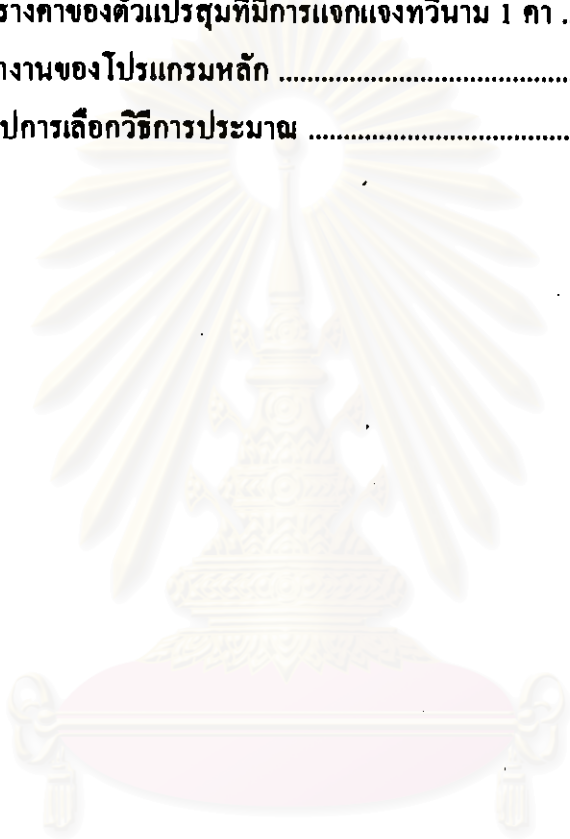 รางค่าของตัวแปรสุ่มที่มีการแจกแจงทวินาม 1 ค่า .
างานของโปรแกรมหลัก ........................................
ปการเลือกวิธีการประมาณ ....................................